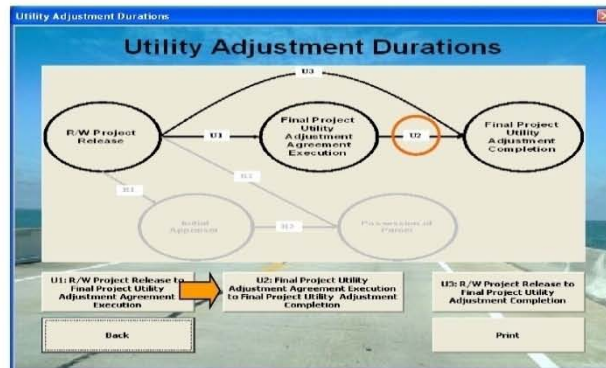 Utility Adjustment Durations
Utility Adjustment Durations
U3
R/W Project
Release
U1
Final Project
Utility
Adjustment
Agreement
Execution
U2
Final Project
Utility
Adjustment
Completion
Initial
Appraisal
Possession of
Parcel
U1: R/W Project Release to
Final Project Utility
Adjustment Agreement
Execution
U2: Final Project Utility
Adjustment Agreement Execution
to Final Project Utility Adjustment
Completion
U3: R/W Project Release to
Final Project Utility
Adjustment Completion
Back
Print